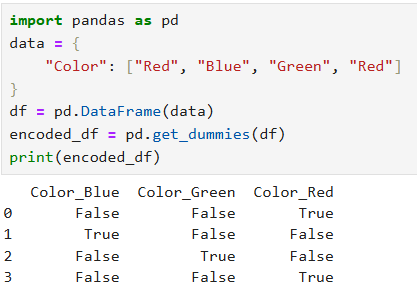 import pandas as pd
data = {
    "Color": ["Red", "Blue", "Green", "Red"]
}
df = pd.DataFrame(data)
encoded_df = pd.get_dummies(df)
print(encoded_df)
   Color_Blue  Color_Green  Color_Red
0       False        False       True
1        True        False      False
2       False         True      False
3       False        False       True